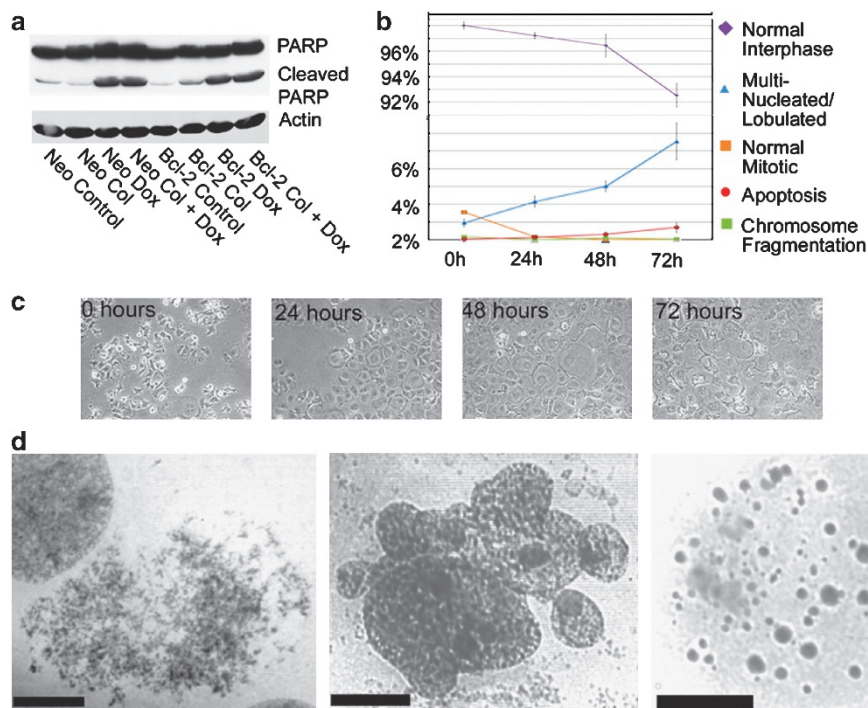 a
PARP
Cleaved
PARP
Actin
Neo Control
Neo Col
Neo Dox
Neo Col + Dox
Bcl-2 Control
Bcl-2 Col
Bcl-2 Dox
Bcl-2 Col + Dox
b
96%
94%
92%
6%
4%
2%
0h
24h
48h
72h
Normal
Interphase
Multi-
Nucleated/
Lobulated
Normal
Mitotic
Apoptosis
Chromosome
Fragmentation
c
0 hours
24 hours
48 hours
72 hours
d